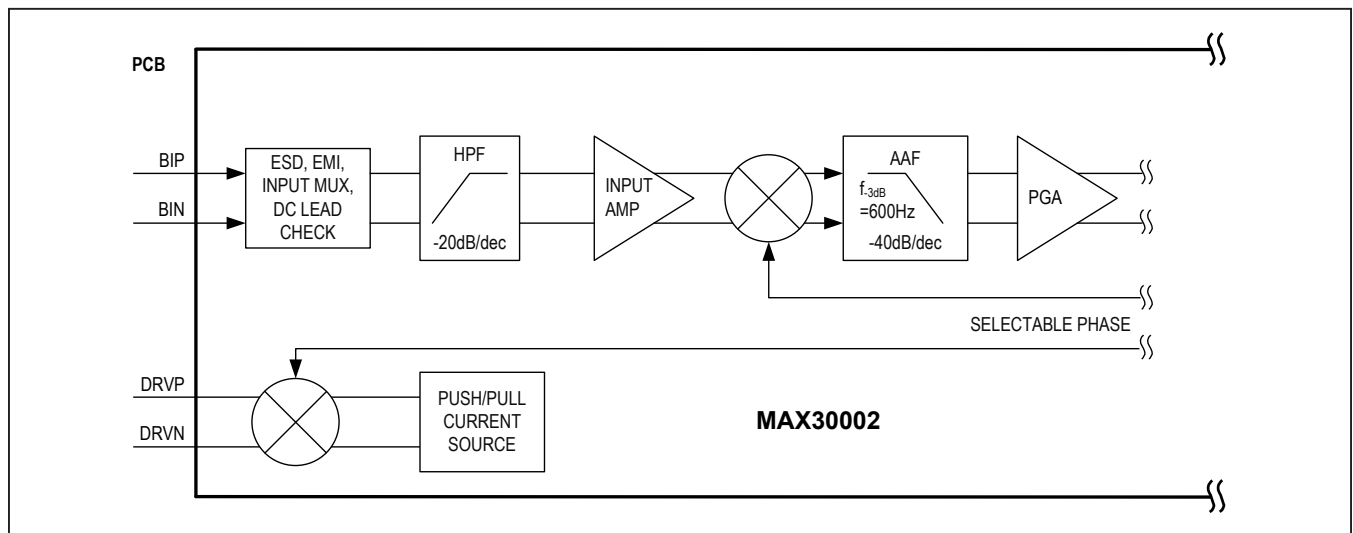 PCB
BIP
BIN
ESD, EMI,
INPUT MUX,
DC LEAD
CHECK
HPF
-20dB/dec
INPUT
AMP
AAF
f-3dB
=600Hz
-40dB/dec
PGA
SELECTABLE PHASE
DRVP
DRVN
PUSH/PULL
CURRENT
SOURCE
MAX30002